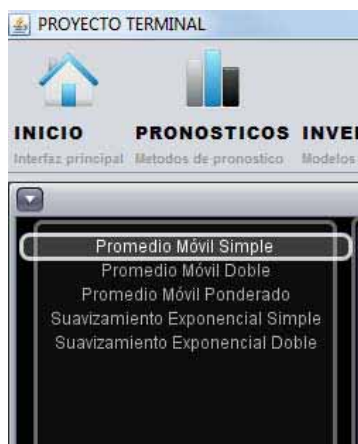 PROYECTO TERMINAL
INICIO PRONOSTICOS INVE
Interfaz principal Metodos de pronostico Modelos
Promedio Móvil Simple
Promedio Móvil Doble
Promedio Móvil Ponderado
Suavizamiento Exponencial Simple
Suavizamiento Exponencial Doble